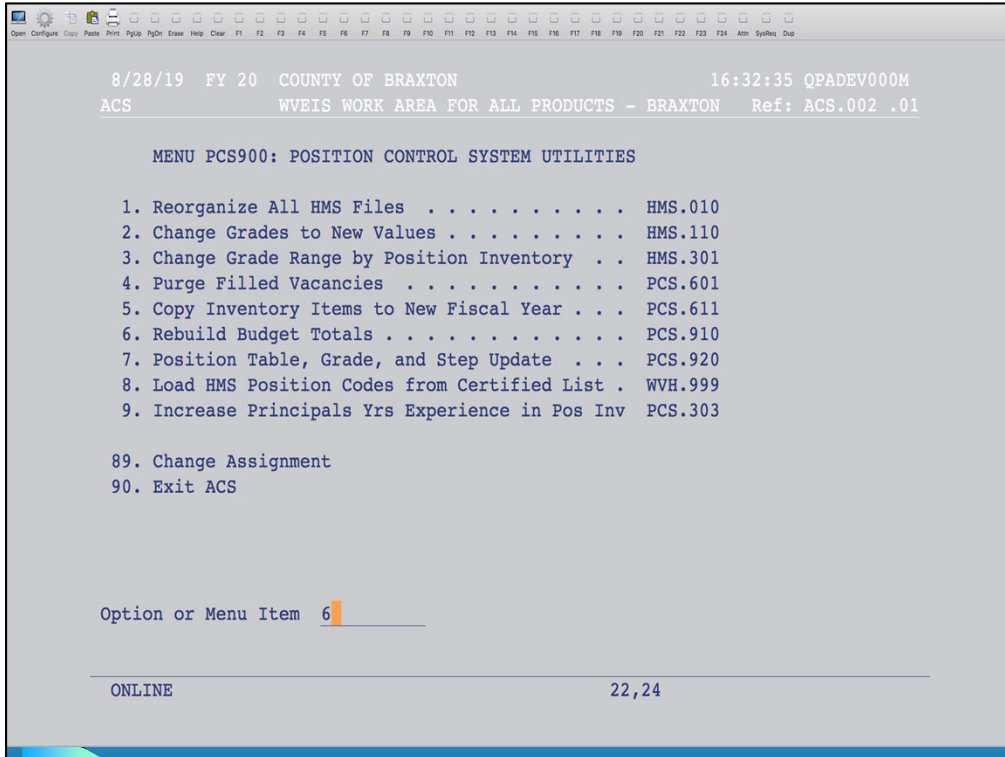 Open Configure Copy Paste Print PgUp PgDn Erase Help Clear F1 F2 F3 F4 F5 F6 F7 F8 F9 F10 F11 F12 F13 F14 F15 F16 F17 F18 F19 F20 F21 F22 F23 F24 Attn SysReq Dup
8/28/19 FY 20 COUNTY OF BRAXTON 16:32:35 QPADEV000M
ACS WVEIS WORK AREA FOR ALL PRODUCTS - BRAXTON Ref: ACS.002 .01
MENU PCS900: POSITION CONTROL SYSTEM UTILITIES
1. Reorganize All HMS Files . . . . . . . . . . HMS.010
2. Change Grades to New Values . . . . . . . . . HMS.110
3. Change Grade Range by Position Inventory . . HMS.301
4. Purge Filled Vacancies . . . . . . . . . . . PCS.601
5. Copy Inventory Items to New Fiscal Year . . . PCS.611
6. Rebuild Budget Totals . . . . . . . . . . . . PCS.910
7. Position Table, Grade, and Step Update . . . PCS.920
8. Load HMS Position Codes from Certified List . WVH.999
9. Increase Principals Yrs Experience in Pos Inv PCS.303
89. Change Assignment
90. Exit ACS
Option or Menu Item 6
ONLINE 22,24